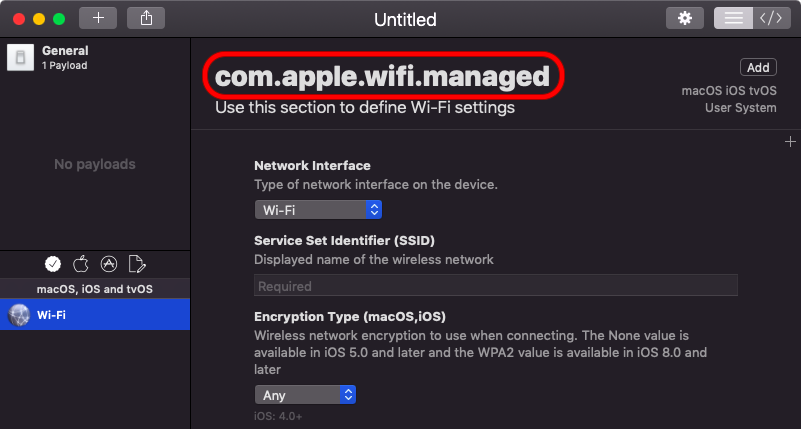 Untitled
General
1 Payload
No payloads
macOS, iOS and tvOS
Wi-Fi
com.apple.wifi.managed
Use this section to define Wi-Fi settings
Add
macOS iOS tvOS
User System
Network Interface
Type of network interface on the device.
Wi-Fi
Service Set Identifier (SSID)
Displayed name of the wireless network
Required
Encryption Type (macOS,iOS)
Wireless network encryption to use when connecting. The None value is
available in iOS 5.0 and later and the WPA2 value is available in iOS 8.0 and
later
Any
iOS: 4.0+